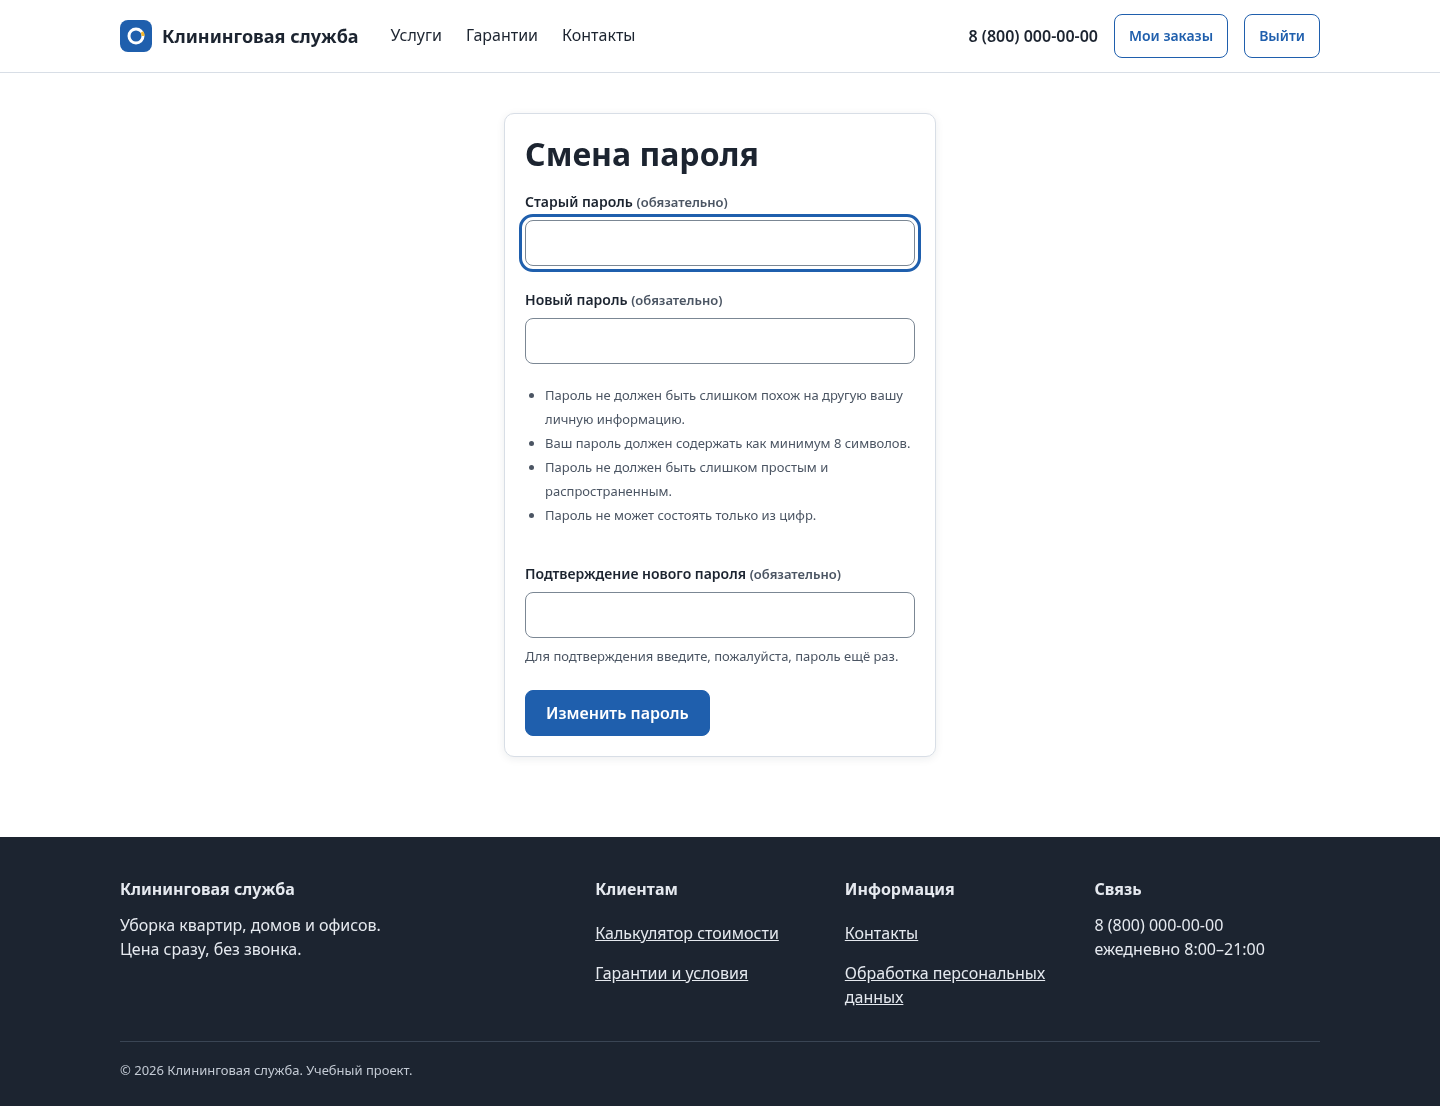 Клининговая служба
Услуги
Гарантии
Контакты
8 (800) 000-00-00
Мои заказы
Выйти
Смена пароля
Старый пароль (обязательно)
Новый пароль (обязательно)
Пароль не должен быть слишком похож на другую вашу
личную информацию.
Ваш пароль должен содержать как минимум 8 символов.
Пароль не должен быть слишком простым и
распространенным.
Пароль не может состоять только из цифр.
Подтверждение нового пароля (обязательно)
Для подтверждения введите, пожалуйста, пароль ещё раз.
Изменить пароль
Клининговая служба
Уборка квартир, домов и офисов.
Цена сразу, без звонка.
Клиентам
Калькулятор стоимости
Гарантии и условия
Информация
Контакты
Обработка персональных
данных
Связь
8 (800) 000-00-00
ежедневно 8:00–21:00
© 2026 Клининговая служба. Учебный проект.